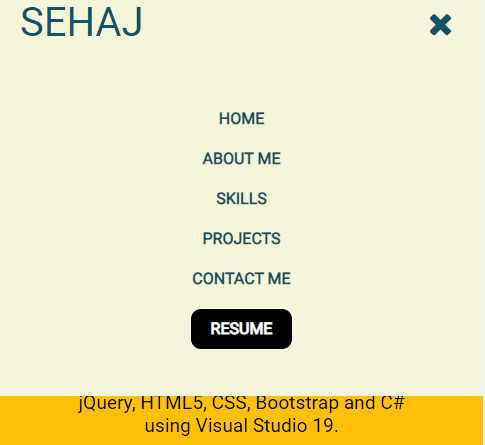 SEHAJ
HOME
ABOUT ME
SKILLS
PROJECTS
CONTACT ME
RESUME
jQuery, HTML5, CSS, Bootstrap and C#
using Visual Studio 19.